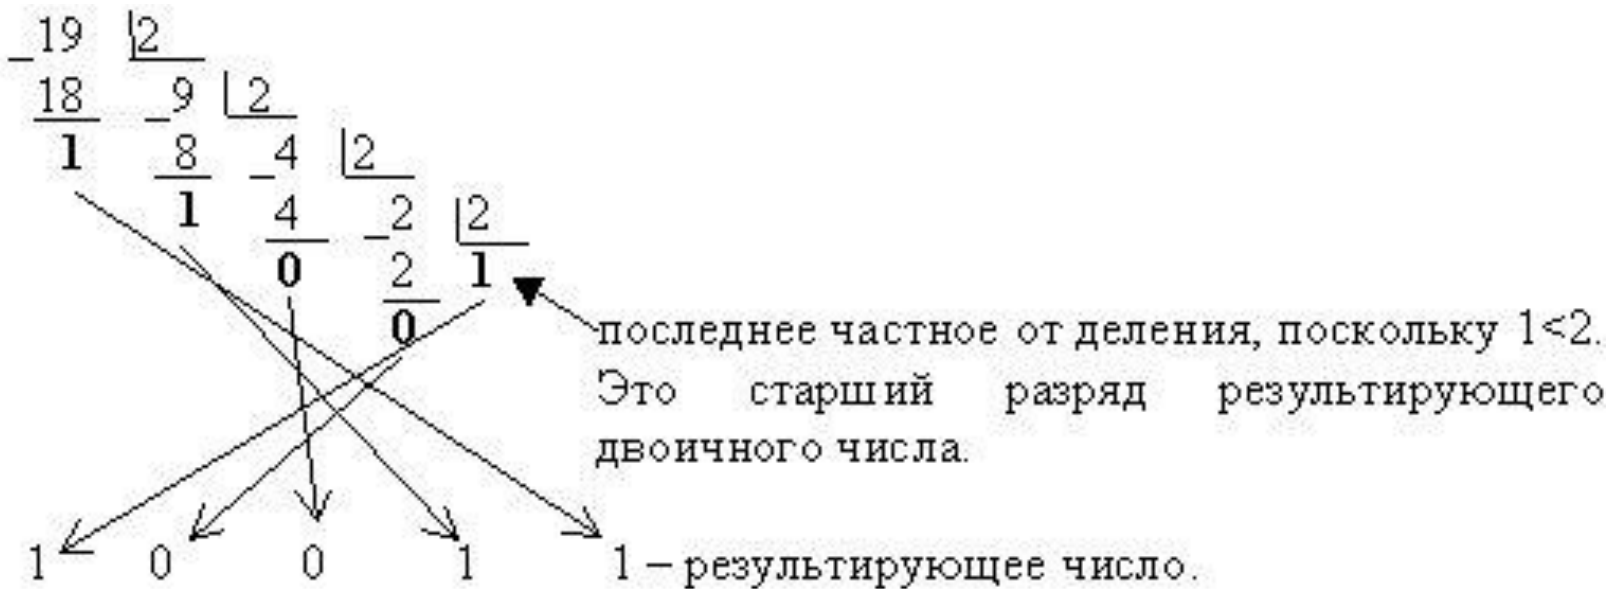 19 2
18 9 2
1 8 4 2
1 4 2 2
0 2 1
0
последнее частное от деления, поскольку 1<2.
Это старший разряд результирующего
двоичного числа.
1 0 0 1 1 – результирующее число.